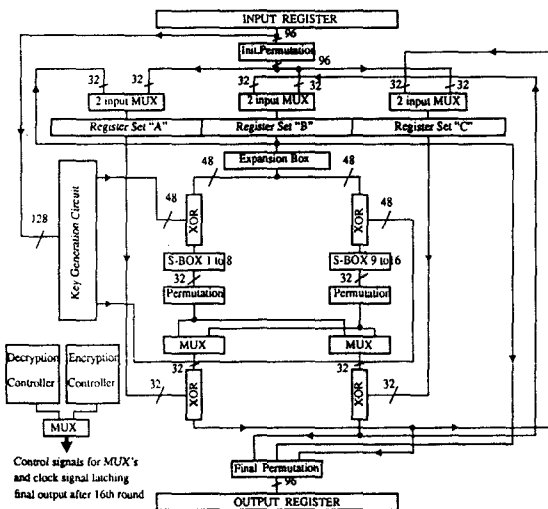 INPUT REGISTER
96
Init.Permutation
96
32 32 32 32 32 32
2 input MUX 2 input MUX 2 input MUX
Register Set "A" Register Set "B" Register Set "C"
Expansion Box
48 48
48 XOR XOR 48
128
Key Generation Circuit
S-BOX 1 to 8 S-BOX 9 to 16
32 32
Permutation Permutation
MUX MUX
32 32
Decryption Controller
Encryption Controller
32 XOR XOR 32
MUX
Control signals for MUX's
and clock signal latching
final output after 16th round
Final Permutation
96
OUTPUT REGISTER